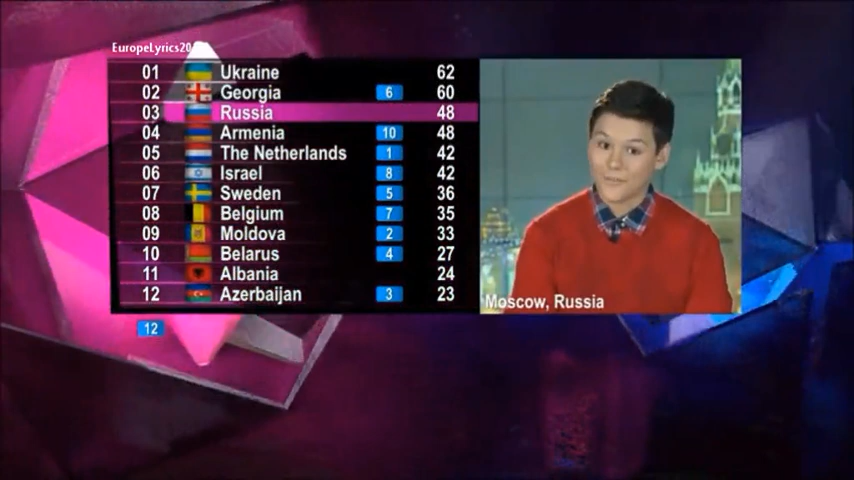 EuropeLyrics20
01 Ukraine 62
02 Georgia 6 60
03 Russia 48
04 Armenia 10 48
05 The Netherlands 1 42
06 Israel 8 42
07 Sweden 5 36
08 Belgium 7 35
09 Moldova 2 33
10 Belarus 4 27
11 Albania 24
12 Azerbaijan 3 23
Moscow, Russia
12